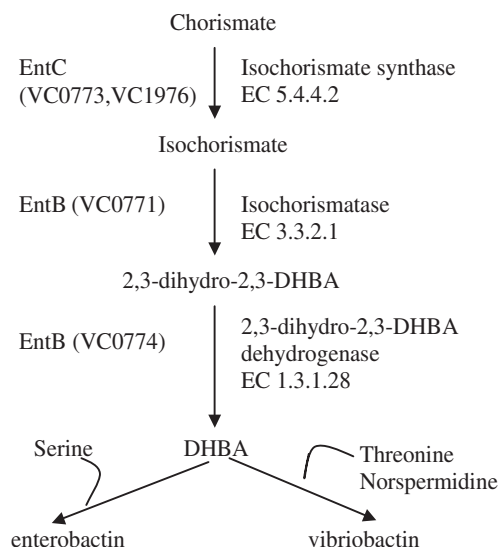 Chorismate
EntC
(VC0773,VC1976)
Isochorismate synthase
EC 5.4.4.2
Isochorismate
EntB (VC0771)
Isochorismatase
EC 3.3.2.1
2,3-dihydro-2,3-DHBA
EntB (VC0774)
2,3-dihydro-2,3-DHBA
dehydrogenase
EC 1.3.1.28
Serine
DHBA
Threonine
Norspermidine
enterobactin
vibriobactin